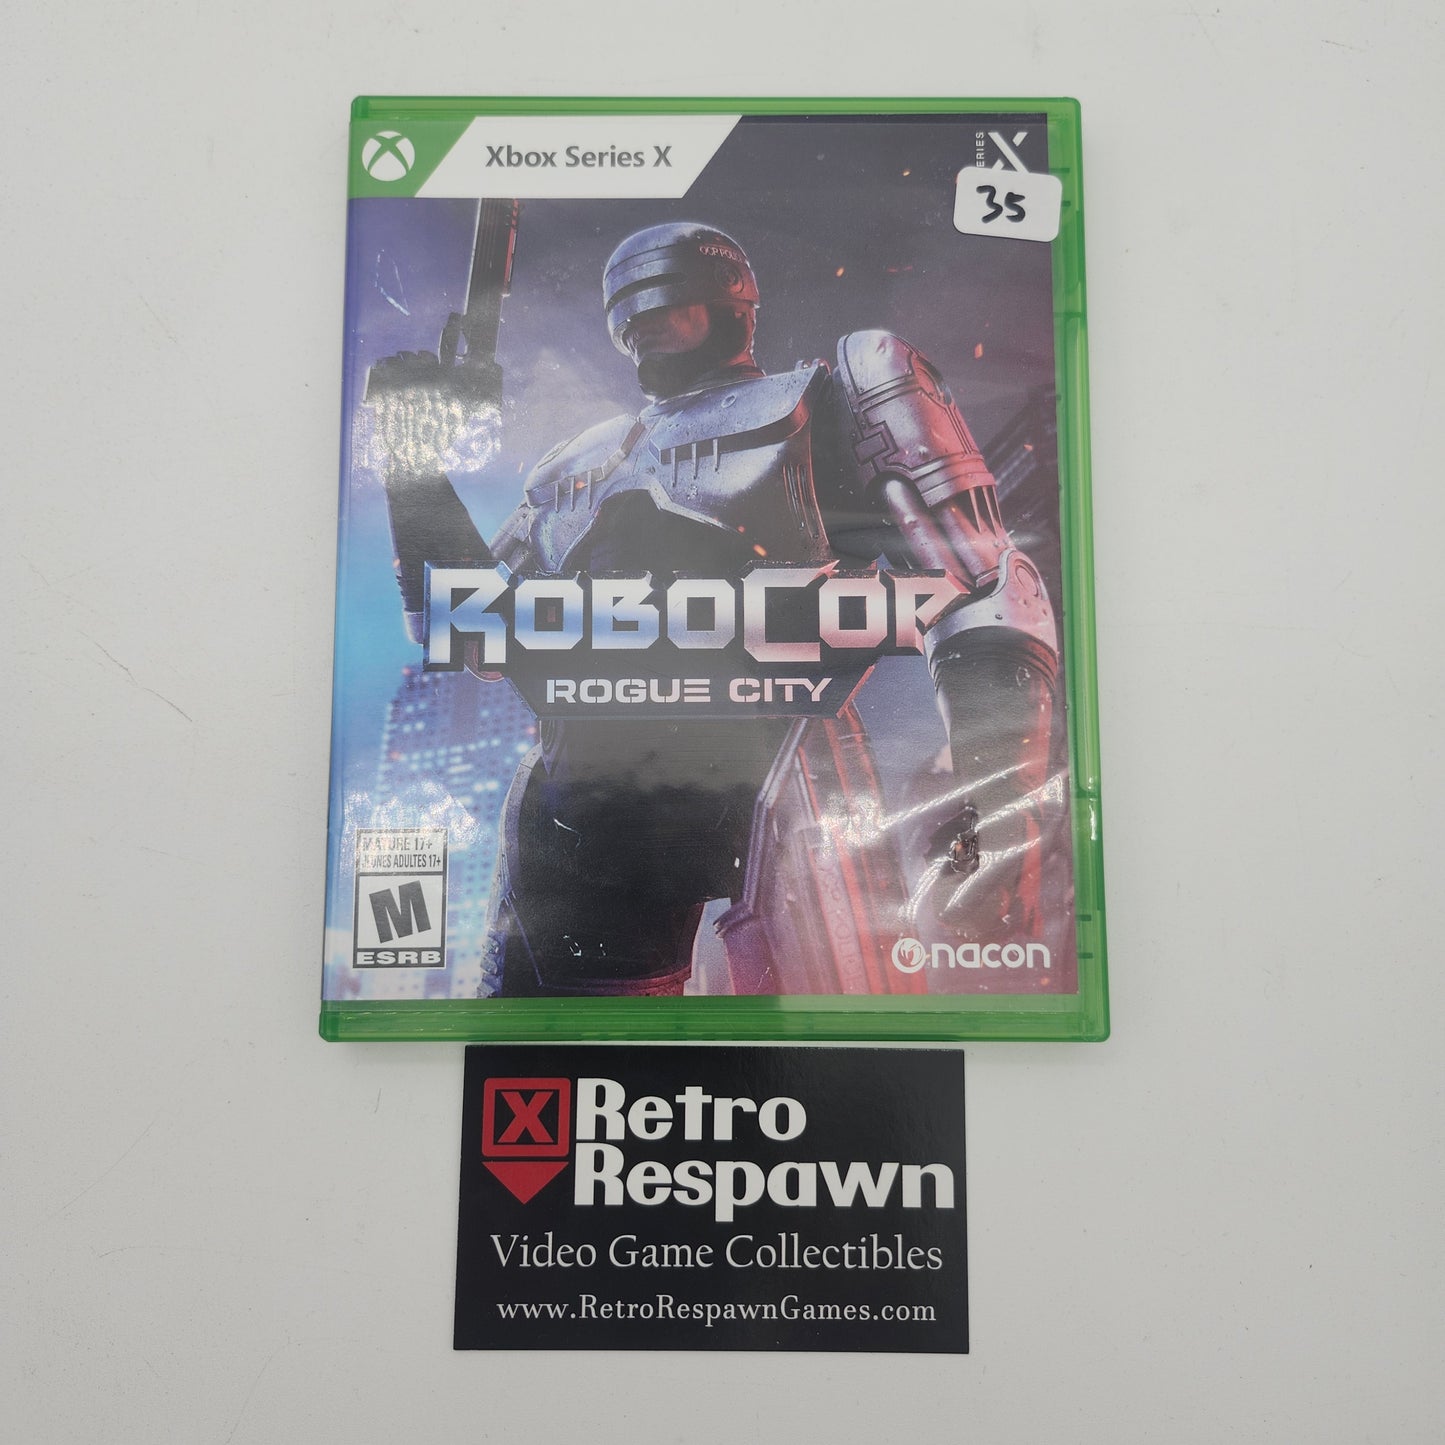 Xbox Series X
SERIES X
35
OCP POLICE
ROBOCOP
ROGUE CITY
MATURE 17+
JEUNES ADULTES 17+
M
ESRB
nacon
X Retro
Respawn
Video Game Collectibles
www.RetroRespawnGames.com